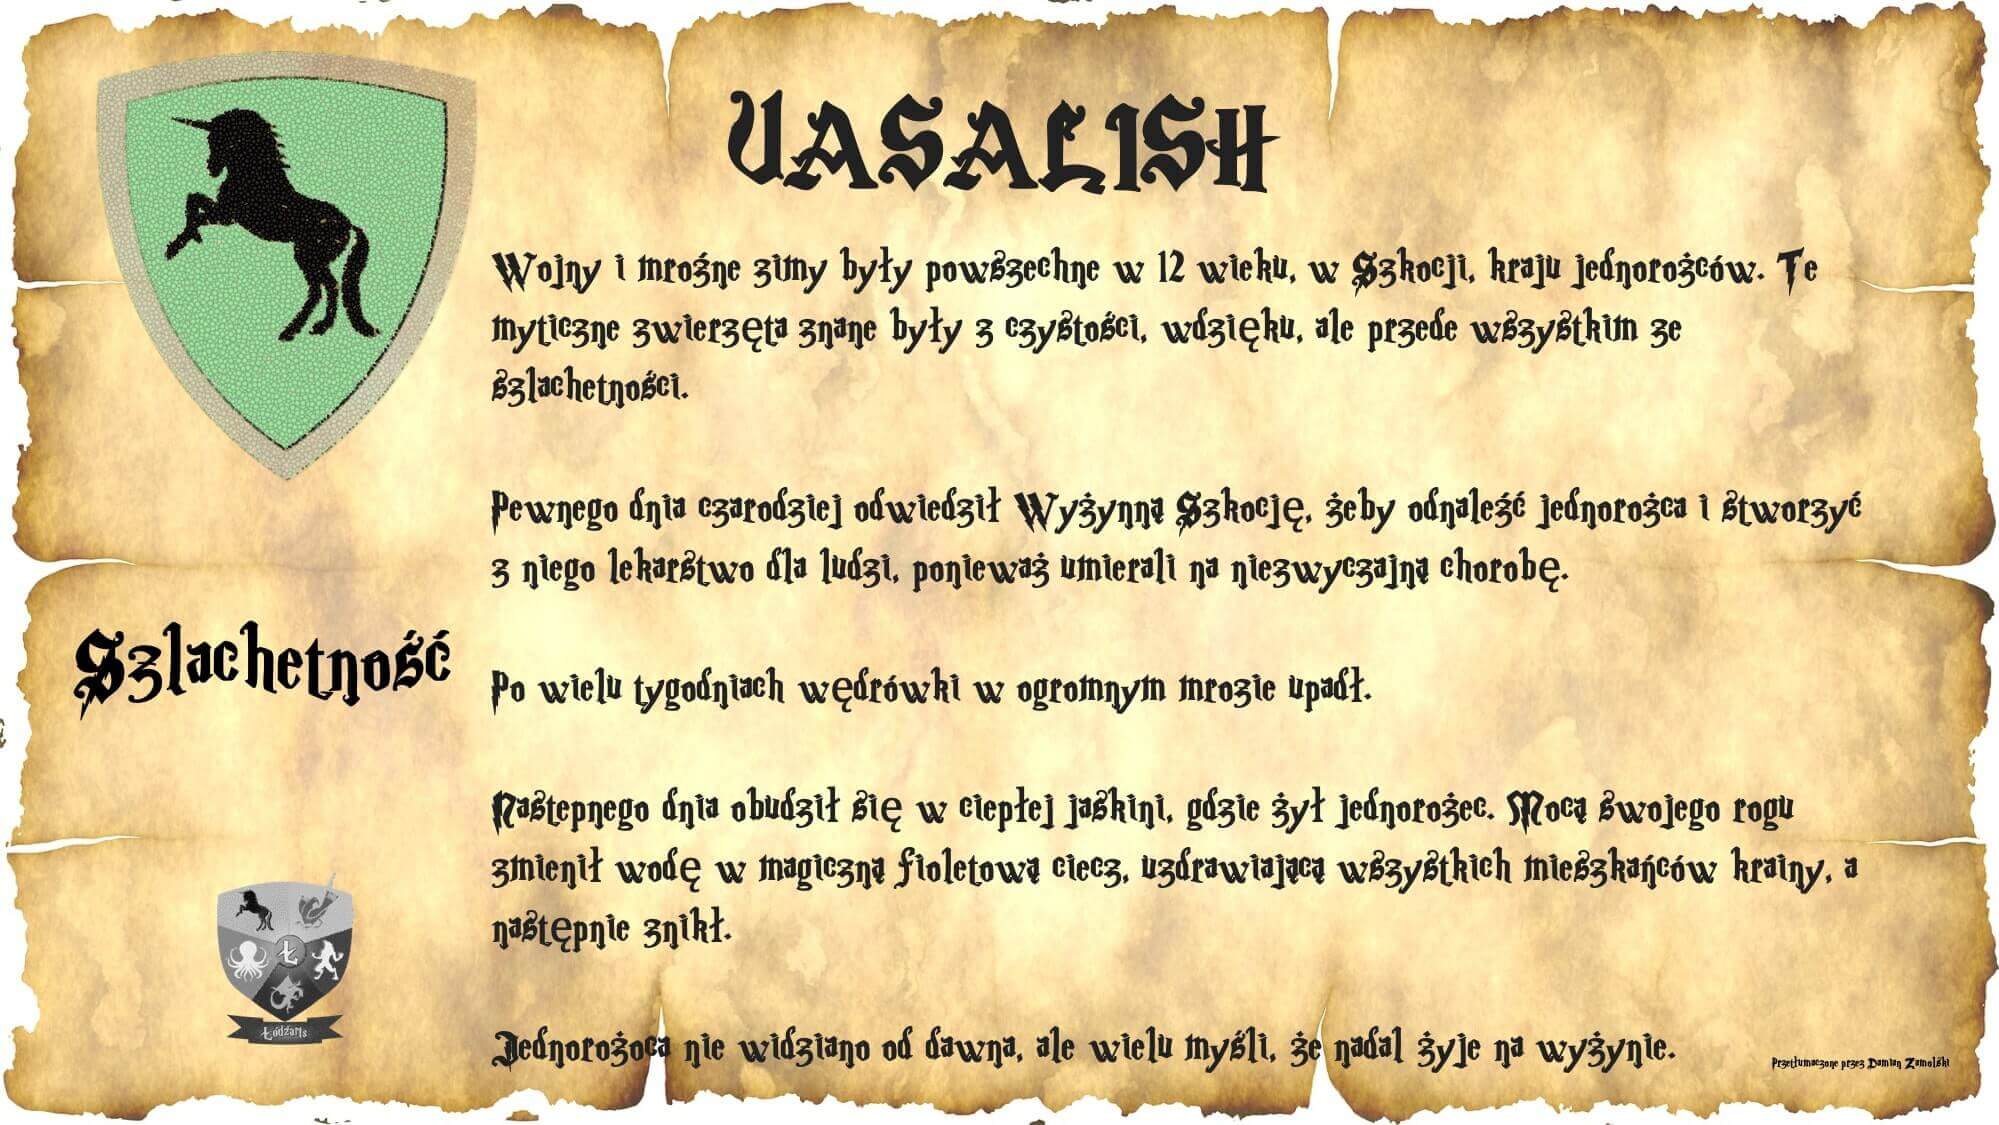 VASALISH
Wojny i mroźne zimy były powszechne w 12 wieku, w Szkocji, kraju jednorożców. Te
mityczne zwierzęta znane były z czystości, wdzięku, ale przede wszystkim ze
szlachetności.
Pewnego dnia czarodziej odwiedził Wyżynną Szkocję, żeby odnaleźć jednorożca i stworzyć
z niego lekarstwo dla ludzi, ponieważ umierali na niezwyczajną chorobę.
Szlachetność
Po wielu tygodniach wędrówki w ogromnym mrozie upadł.
Nastepnego dnia obudził się w ciepłej jaskini, gdzie żył jednorożec. Mocą swojego rogu
zmienił wodę w magiczną fioletową ciecz, uzdrawiającą wszystkich mieszkańców krainy, a
następnie znikł.
Ł
Łódźarts
Jednorożoca nie widziano od dawna, ale wielu myśli, że nadal żyje na wyżynie.
Przetłumaczone przez Damian Zamolski